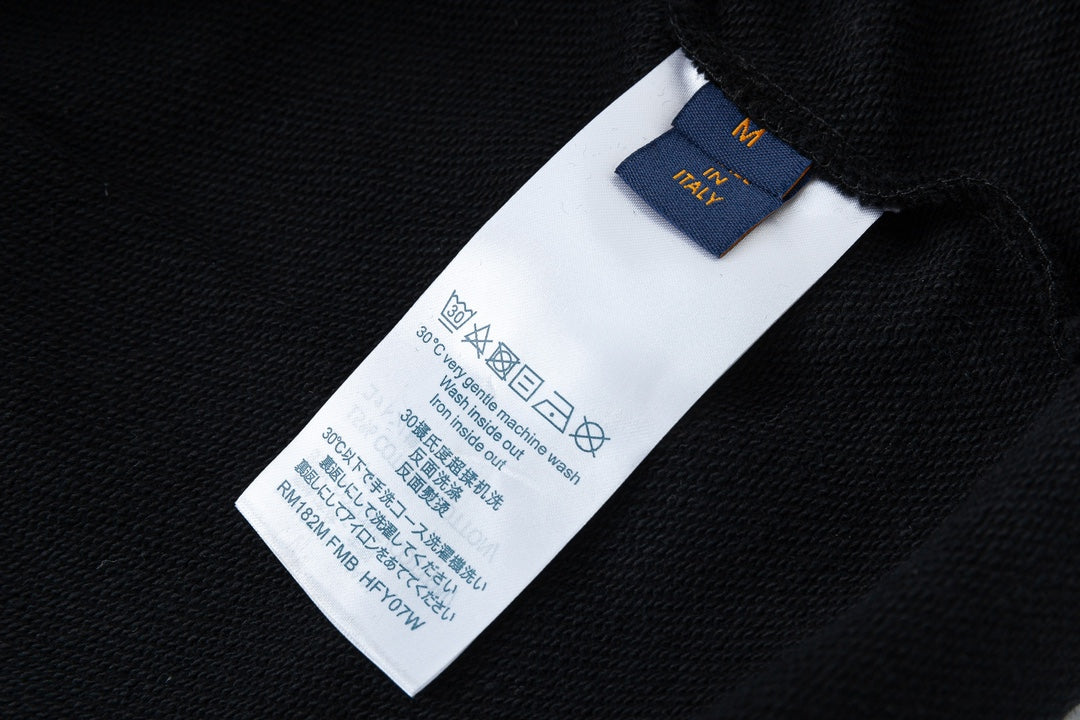 M
IN
ITALY
30
30°C very gentle machine wash
Wash inside out
Iron inside out
30摄氏度超揉机洗
反面洗涤
反面熨烫
30℃以下で手洗コース洗濯機洗い
裏返しにして洗濯してください
裏返しにしてアイロンをあててください
RM182M FMB HFY07W